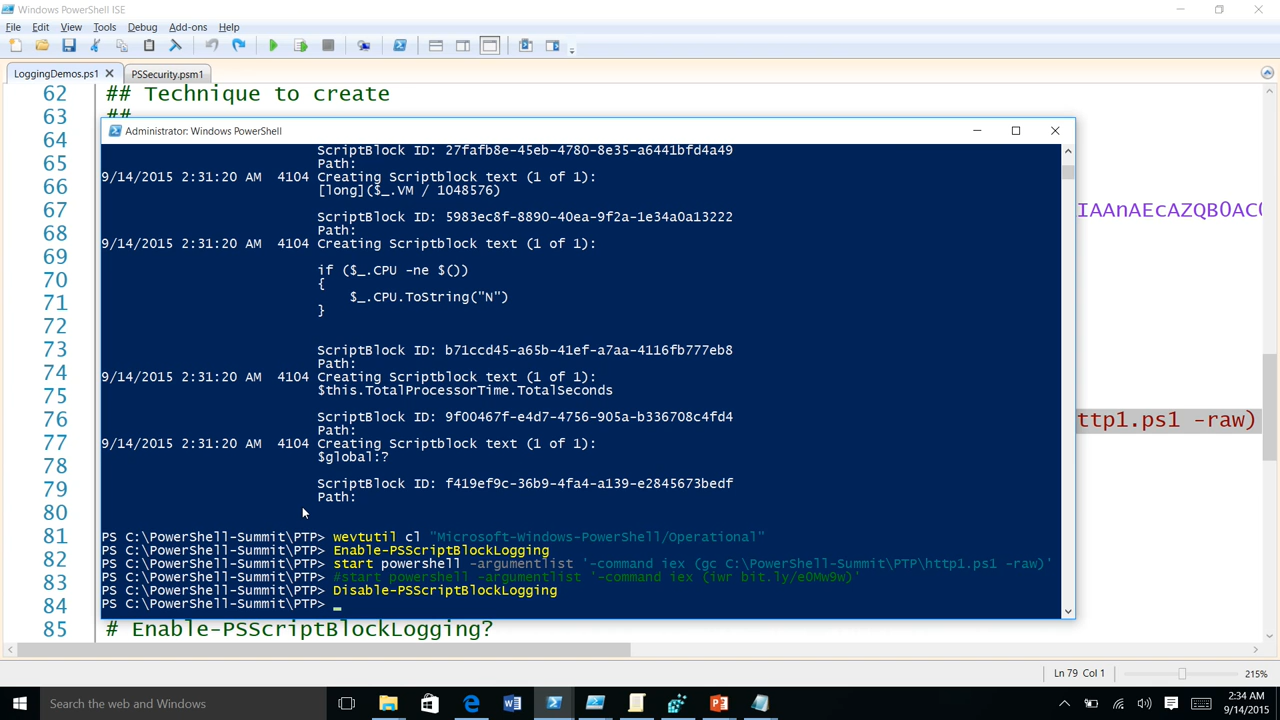 Windows PowerShell ISE
File Edit View Tools Debug Add-ons Help
LoggingDemos.ps1 PSSecurity.psm1
62 ## Technique to create
63 ##
64
65
66
67 IAAnAEcAZQB0AC
68
69
70
71
72
73
74
75
76 ttp1.ps1 -raw)
77
78
79
80
81
82
83
84
85 # Enable-PSScriptBlockLogging?
Administrator: Windows PowerShell
ScriptBlock ID: 27fafb8e-45eb-4780-8e35-a6441bfd4a49
Path:
9/14/2015 2:31:20 AM 4104 Creating Scriptblock text (1 of 1):
[long]($_.VM / 1048576)
ScriptBlock ID: 5983ec8f-8890-40ea-9f2a-1e34a0a13222
Path:
9/14/2015 2:31:20 AM 4104 Creating Scriptblock text (1 of 1):
if ($_.CPU -ne $())
{
$_.CPU.ToString("N")
}
ScriptBlock ID: b71ccd45-a65b-41ef-a7aa-4116fb777eb8
Path:
9/14/2015 2:31:20 AM 4104 Creating Scriptblock text (1 of 1):
$this.TotalProcessorTime.TotalSeconds
ScriptBlock ID: 9f00467f-e4d7-4756-905a-b336708c4fd4
Path:
9/14/2015 2:31:20 AM 4104 Creating Scriptblock text (1 of 1):
$global:?
ScriptBlock ID: f419ef9c-36b9-4fa4-a139-e2845673bedf
Path:
PS C:\PowerShell-Summit\PTP> wevtutil cl "Microsoft-Windows-PowerShell/Operational"
PS C:\PowerShell-Summit\PTP> Enable-PSScriptBlockLogging
PS C:\PowerShell-Summit\PTP> start powershell -argumentlist '-command iex (gc C:\PowerShell-Summit\PTP\http1.ps1 -raw)'
PS C:\PowerShell-Summit\PTP> #start powershell -argumentlist '-command iex (iwr bit.ly/e0Mw9w)'
PS C:\PowerShell-Summit\PTP> Disable-PSScriptBlockLogging
PS C:\PowerShell-Summit\PTP>
Ln 79 Col 1 215%
Search the web and Windows
2:34 AM
9/14/2015